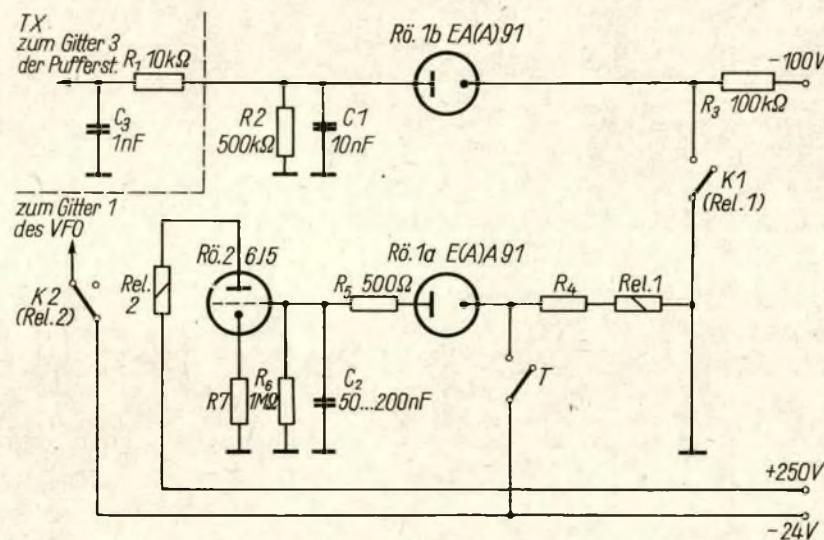 TX
zum Gitter 3
der Pufferst.
R1 10kΩ
Rö. 1b EA(A)91
−100V
R3 100kΩ
C3
1nF
R2
500kΩ
C1
10nF
K1
(Rel.1)
zum Gitter 1
des VFO
K2
(Rel.2)
Rel.
2
Rö.2 6J5
R5 500Ω
Rö.1a E(A)A91
R4
Rel.1
R7
R6
1MΩ
C2
50...200nF
T
+250V
−24V